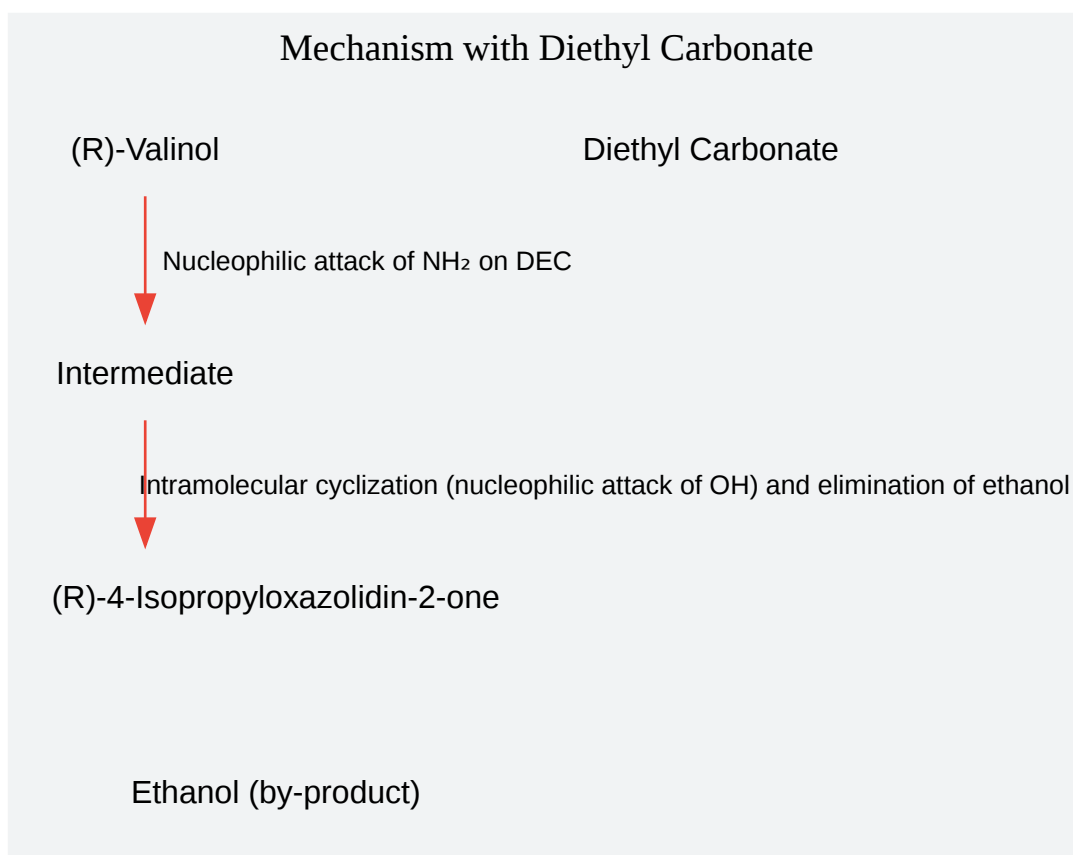 Mechanism with Diethyl Carbonate
(R)-Valinol
Diethyl Carbonate
Nucleophilic attack of NH₂ on DEC
Intermediate
Intramolecular cyclization (nucleophilic attack of OH) and elimination of ethanol
(R)-4-Isopropyloxazolidin-2-one
Ethanol (by-product)